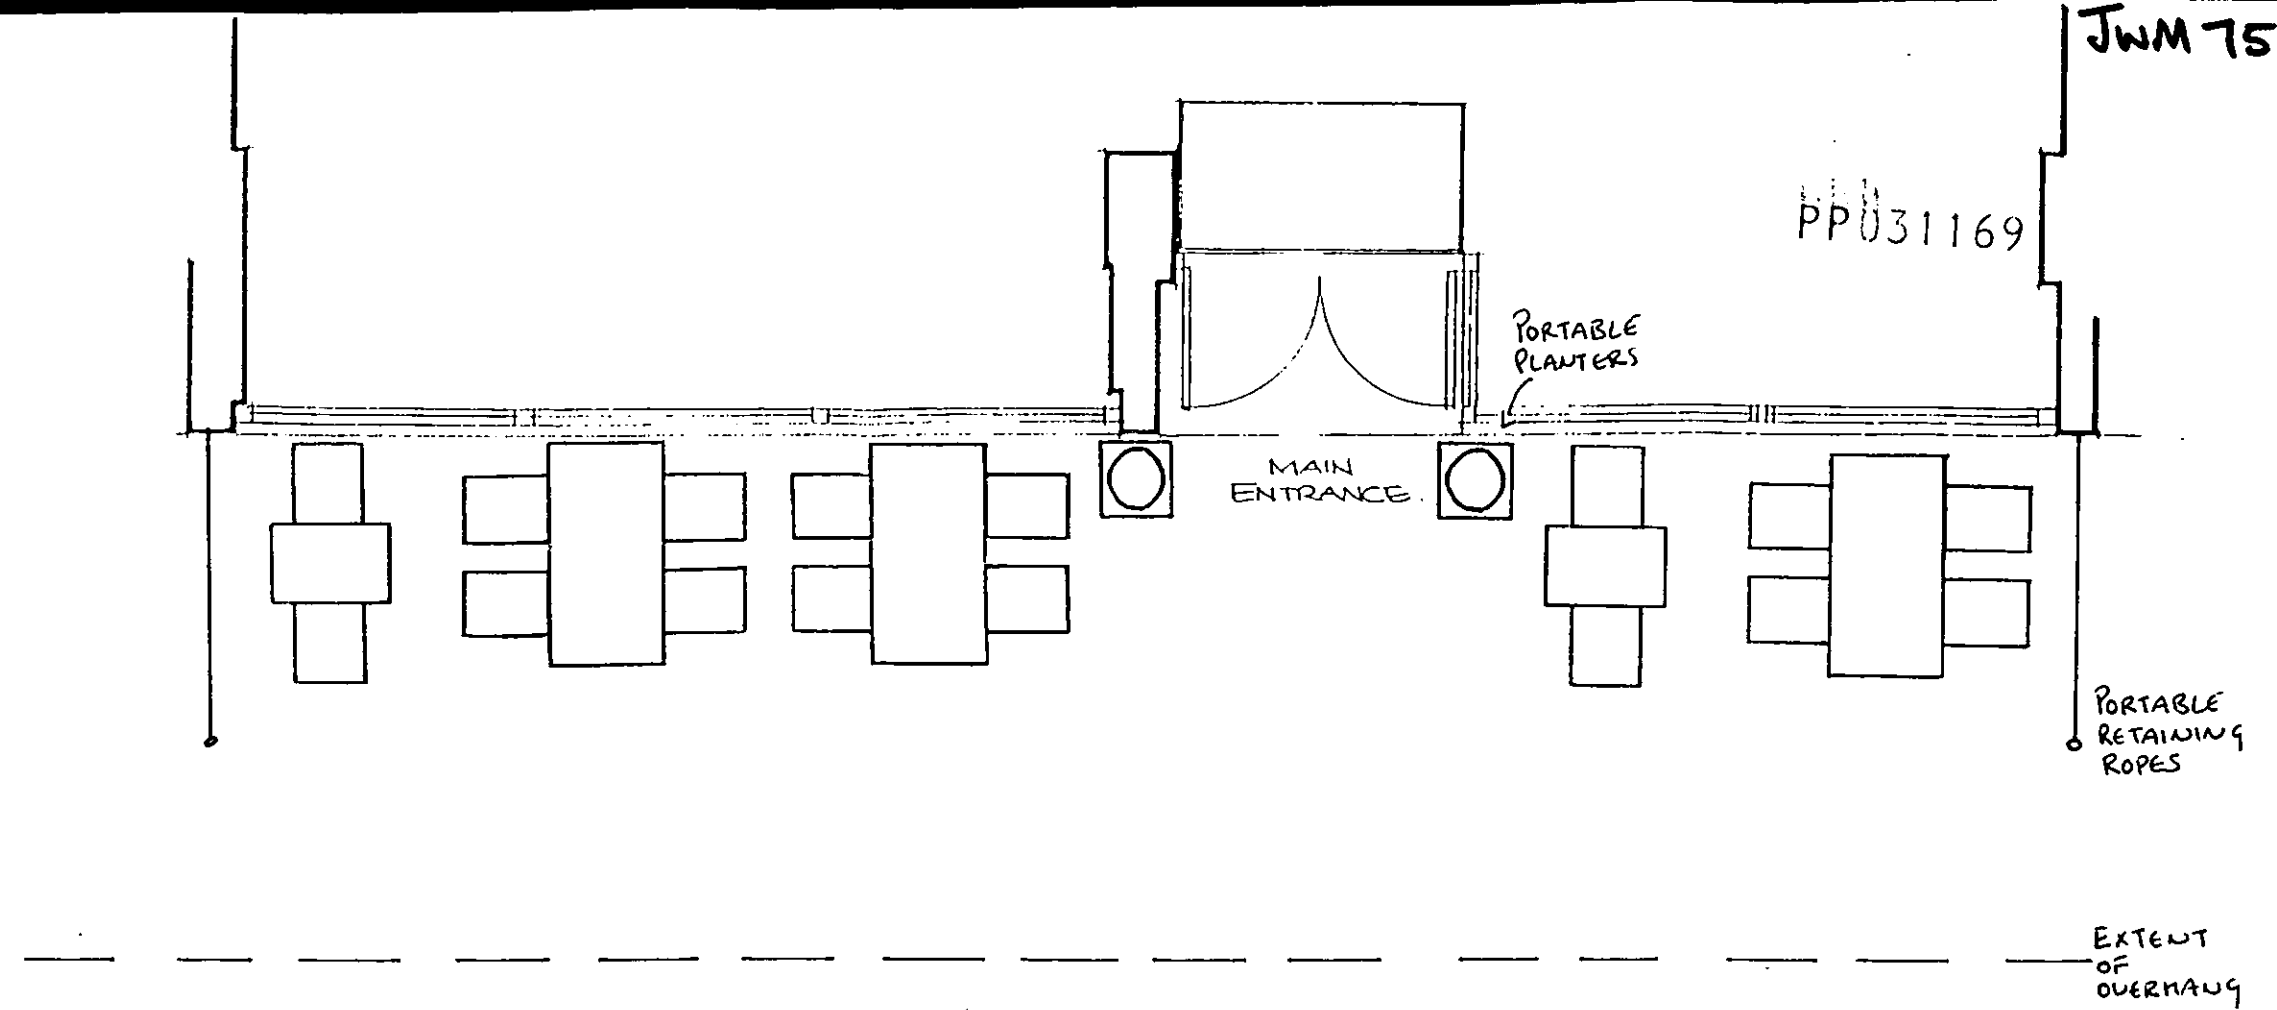 JWM 75
PP031169
PORTABLE
PLANTERS
MAIN
ENTRANCE.
PORTABLE
RETAINING
ROPES
EXTENT
OF
OVERHANG